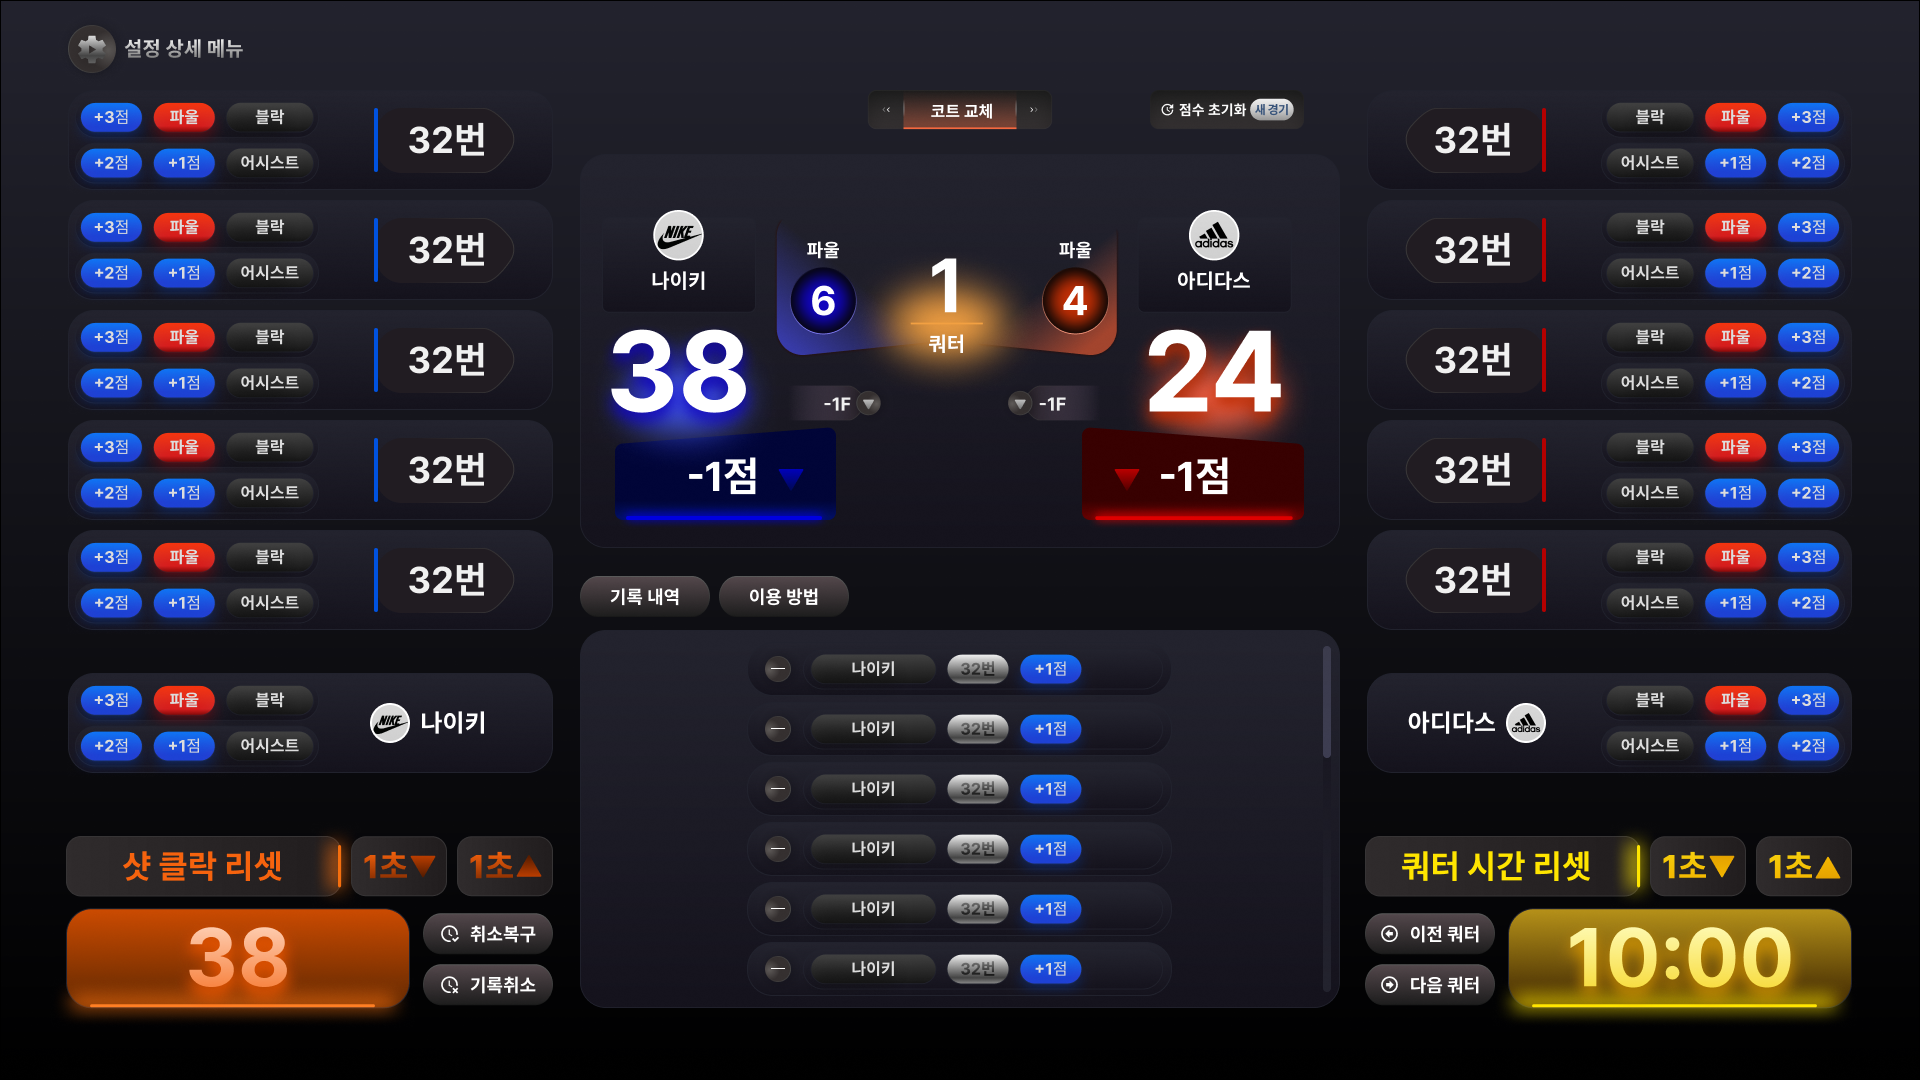 설정 상세 메뉴
코트 교체
점수 초기화 새 경기
+3점 파울 블락
+2점 +1점 어시스트
32번
+3점 파울 블락
+2점 +1점 어시스트
32번
+3점 파울 블락
+2점 +1점 어시스트
32번
+3점 파울 블락
+2점 +1점 어시스트
32번
+3점 파울 블락
+2점 +1점 어시스트
32번
+3점 파울 블락
+2점 +1점 어시스트
NIKE 나이키
NIKE
나이키
38
-1점
파울
6
-1F
1
쿼터
파울
4
-1F
adidas
아디다스
24
-1점
32번
블락 파울 +3점
어시스트 +1점 +2점
32번
블락 파울 +3점
어시스트 +1점 +2점
32번
블락 파울 +3점
어시스트 +1점 +2점
32번
블락 파울 +3점
어시스트 +1점 +2점
32번
블락 파울 +3점
어시스트 +1점 +2점
아디다스 adidas
블락 파울 +3점
어시스트 +1점 +2점
기록 내역 이용 방법
나이키 32번 +1점
나이키 32번 +1점
나이키 32번 +1점
나이키 32번 +1점
나이키 32번 +1점
나이키 32번 +1점
샷 클락 리셋 1초▼ 1초▲
38
취소복구
기록취소
쿼터 시간 리셋 1초▼ 1초▲
이전 쿼터
다음 쿼터
10:00